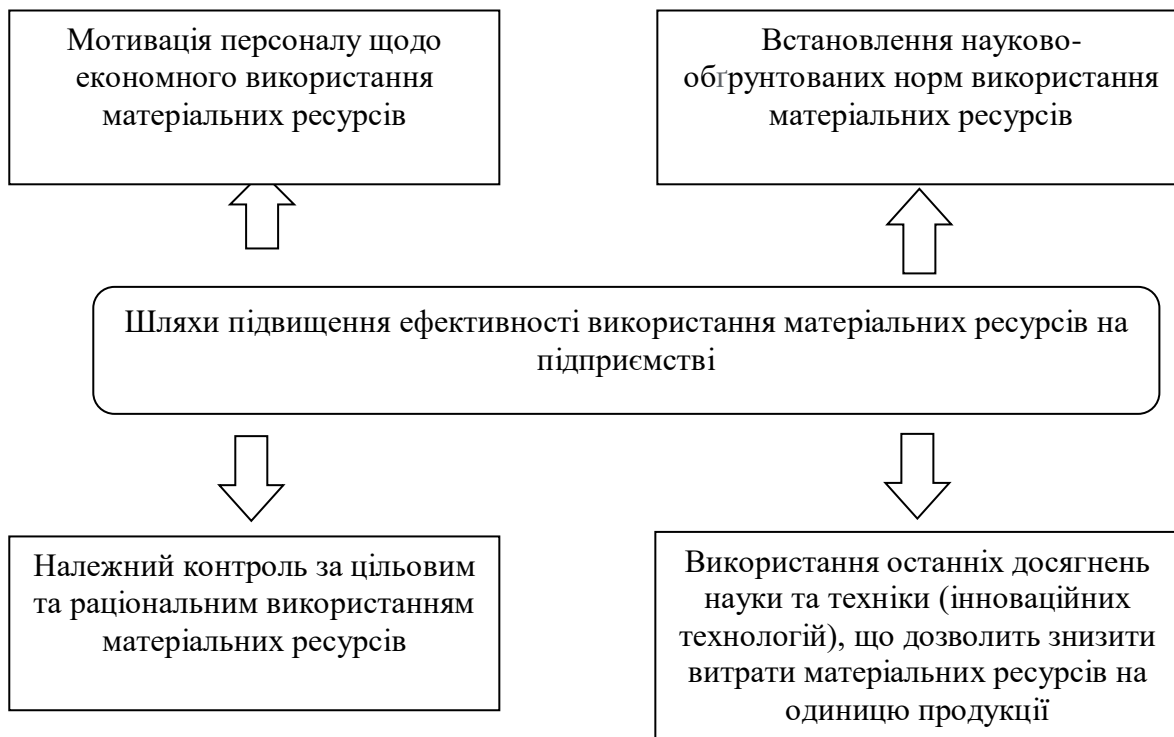 Мотивація персоналу щодо
економного використання
матеріальних ресурсів
Встановлення науково-
обґрунтованих норм використання
матеріальних ресурсів
Шляхи підвищення ефективності використання матеріальних ресурсів на
підприємстві
Належний контроль за цільовим
та раціональним використанням
матеріальних ресурсів
Використання останніх досягнень
науки та техніки (інноваційних
технологій), що дозволить знизити
витрати матеріальних ресурсів на
одиницю продукції